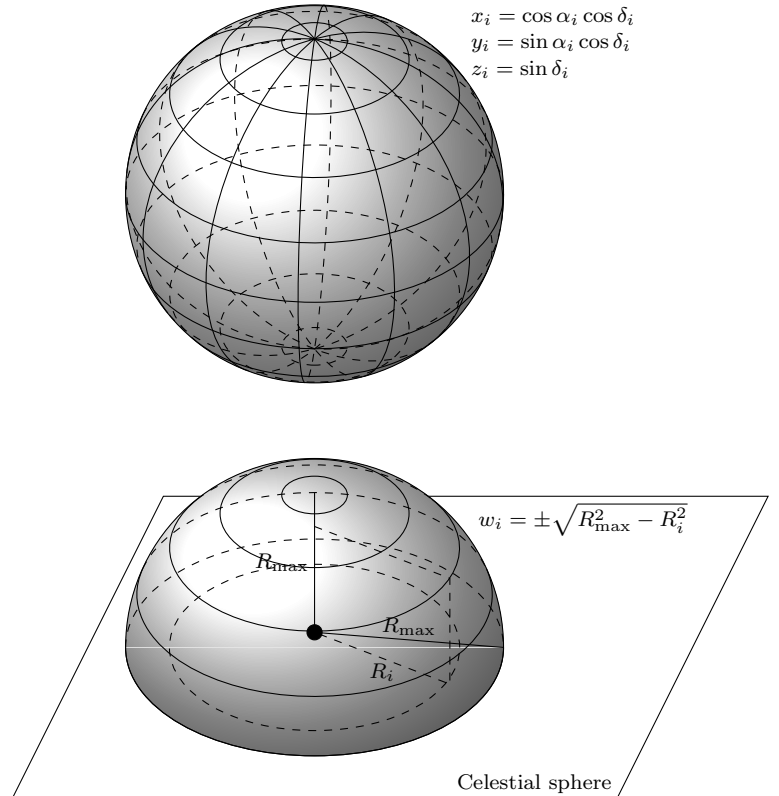 x_i = cos α_i cos δ_i
y_i = sin α_i cos δ_i
z_i = sin δ_i
w_i = ±√(R_max^2 − R_i^2)
R_max
R_max
R_i
Celestial sphere